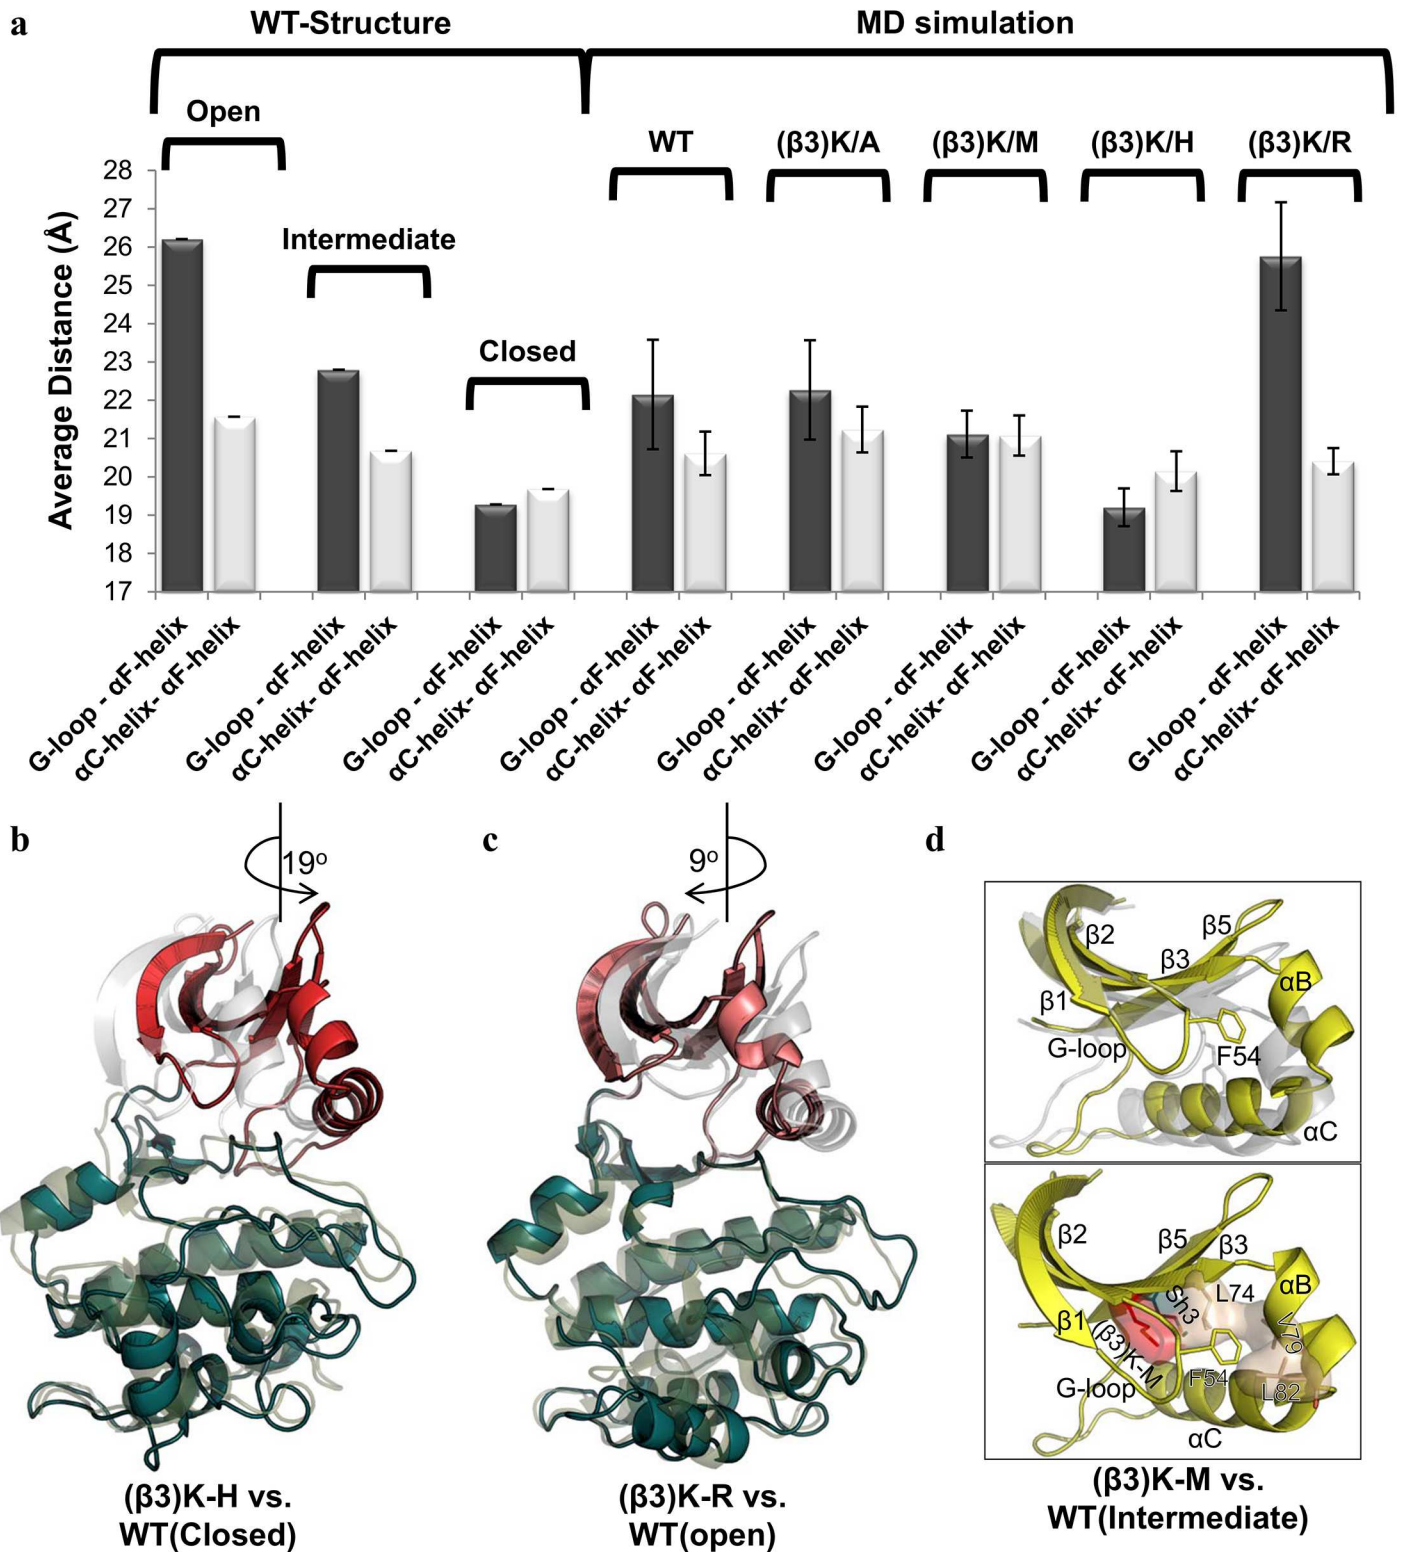 a
WT-Structure
MD simulation
Open
Intermediate
Closed
WT
(β3)K/A
(β3)K/M
(β3)K/H
(β3)K/R
Average Distance (Å)
28
27
26
25
24
23
22
21
20
19
18
17
G-loop - αF-helix
αC-helix- αF-helix
G-loop - αF-helix
αC-helix- αF-helix
G-loop - αF-helix
αC-helix- αF-helix
G-loop - αF-helix
αC-helix- αF-helix
G-loop - αF-helix
αC-helix- αF-helix
G-loop - αF-helix
αC-helix- αF-helix
G-loop - αF-helix
αC-helix- αF-helix
G-loop - αF-helix
αC-helix- αF-helix
b
19º
(β3)K-H vs.
WT(Closed)
c
9º
(β3)K-R vs.
WT(open)
d
β2
β5
β3
αB
β1
G-loop
F54
αC
β2
β5
β3
Sh3
L74
αB
β1
(β3)K-M
V79
G-loop
F54
L82
αC
(β3)K-M vs.
WT(Intermediate)